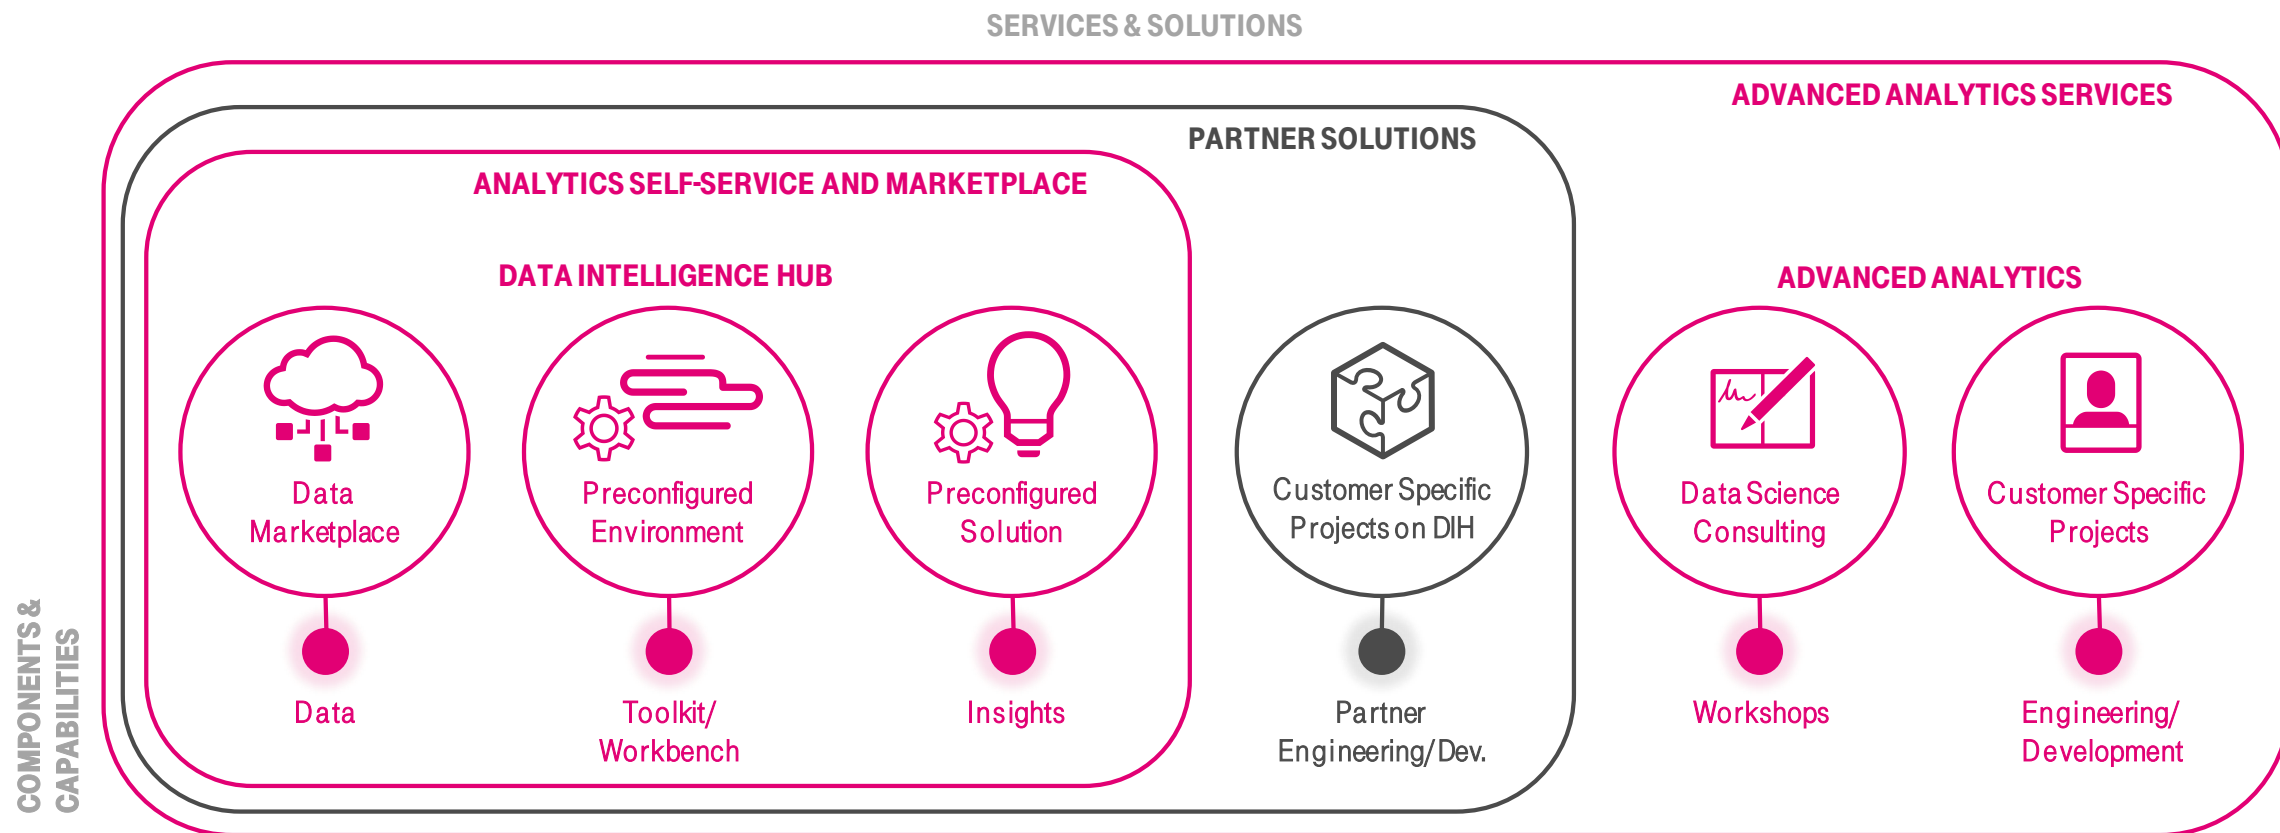 SERVICES & SOLUTIONS
ADVANCED ANALYTICS SERVICES
PARTNER SOLUTIONS
ANALYTICS SELF-SERVICE AND MARKETPLACE
DATA INTELLIGENCE HUB
ADVANCED ANALYTICS
Data
Marketplace
Preconfigured
Environment
Preconfigured
Solution
Customer Specific
Projects on DIH
Data Science
Consulting
Customer Specific
Projects
COMPONENTS &
CAPABILITIES
Data
Toolkit/
Workbench
Insights
Partner
Engineering/Dev.
Workshops
Engineering/
Development